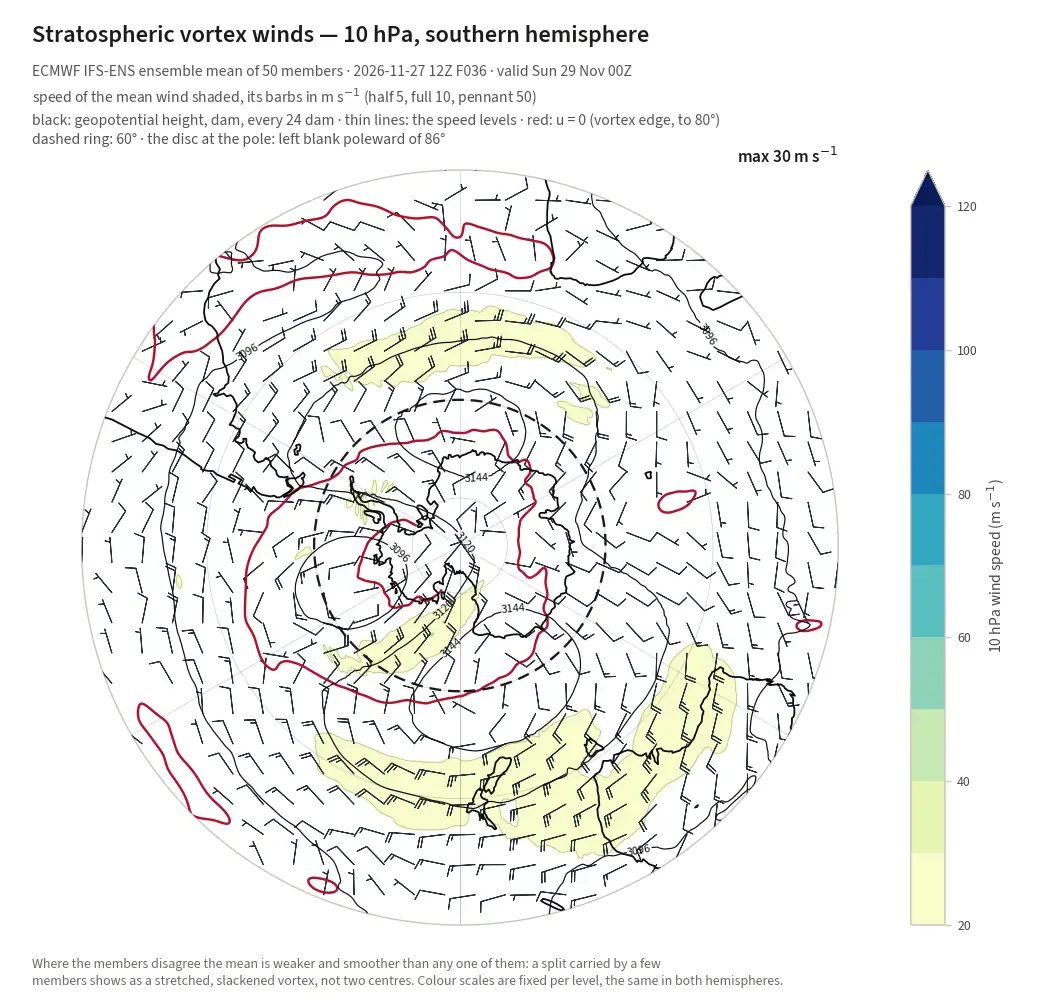 Stratospheric vortex winds — 10 hPa, southern hemisphere
ECMWF IFS-ENS ensemble mean of 50 members · 2026-11-27 12Z F036 · valid Sun 29 Nov 00Z
speed of the mean wind shaded, its barbs in m s⁻¹ (half 5, full 10, pennant 50)
black: geopotential height, dam, every 24 dam · thin lines: the speed levels · red: u = 0 (vortex edge, to 80°)
dashed ring: 60° · the disc at the pole: left blank poleward of 86°
max 30 m s⁻¹
120
100
80
60
40
20
10 hPa wind speed (m s⁻¹)
3096
3096
3144
3120
3096
3120
3144
3144
3096
Where the members disagree the mean is weaker and smoother than any one of them: a split carried by a few
members shows as a stretched, slackened vortex, not two centres. Colour scales are fixed per level, the same in both hemispheres.